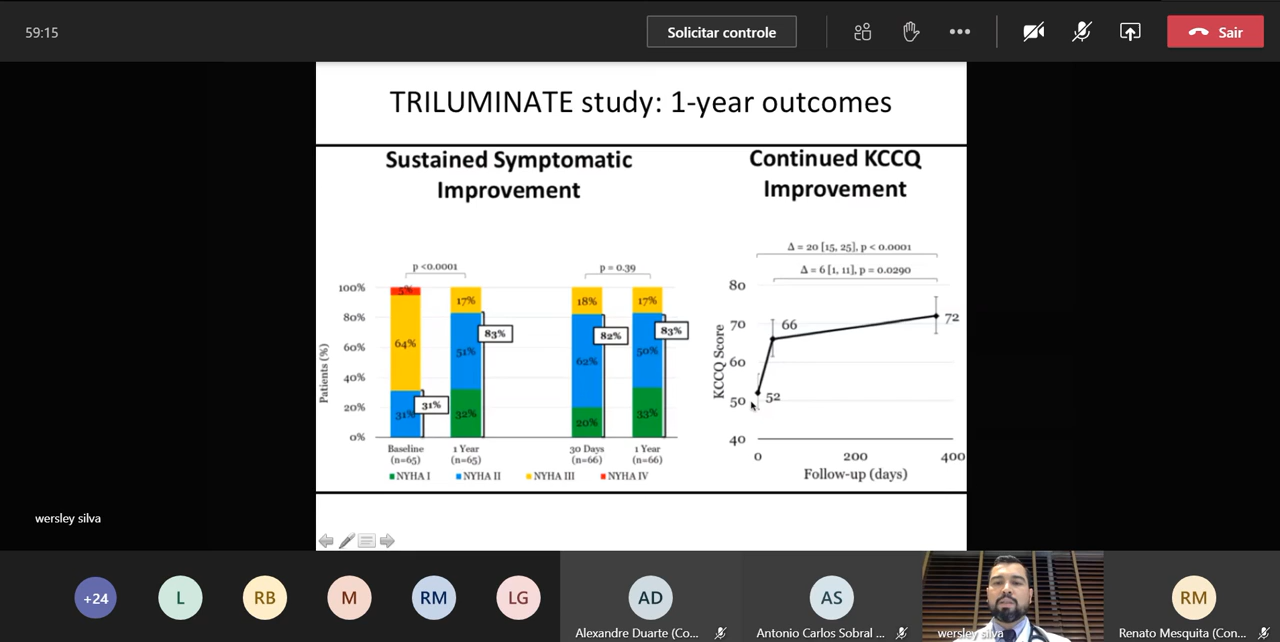 59:15
Solicitar controle
Sair
TRILUMINATE study: 1-year outcomes
Sustained Symptomatic
Improvement
Continued KCCQ
Improvement
p <0.0001
p = 0.39
Patients (%)
100%
80%
60%
40%
20%
0%
5%
64%
31%
31%
17%
51%
32%
83%
18%
62%
20%
82%
17%
50%
33%
83%
Baseline
(n=65)
1 Year
(n=65)
30 Days
(n=66)
1 Year
(n=66)
NYHA I
NYHA II
NYHA III
NYHA IV
Δ = 20 [15, 25], p < 0.0001
Δ = 6 [1, 11], p = 0.0290
KCCQ Score
80
70
60
50
40
52
66
72
0
200
400
Follow-up (days)
wersley silva
+24
L
RB
M
RM
LG
AD
Alexandre Duarte (Co...
AS
Antonio Carlos Sobral ...
wersley silva
RM
Renato Mesquita (Con...